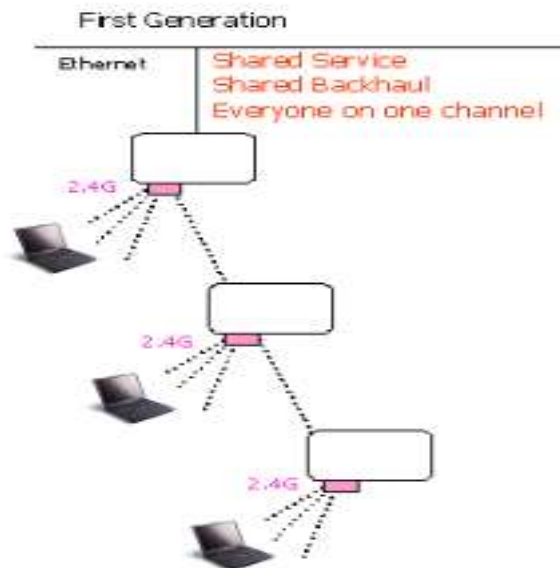 First Generation
Ethernet
Shared Service
Shared Backhaul
Everyone on one channel
2.4G
2.4G
2.4G